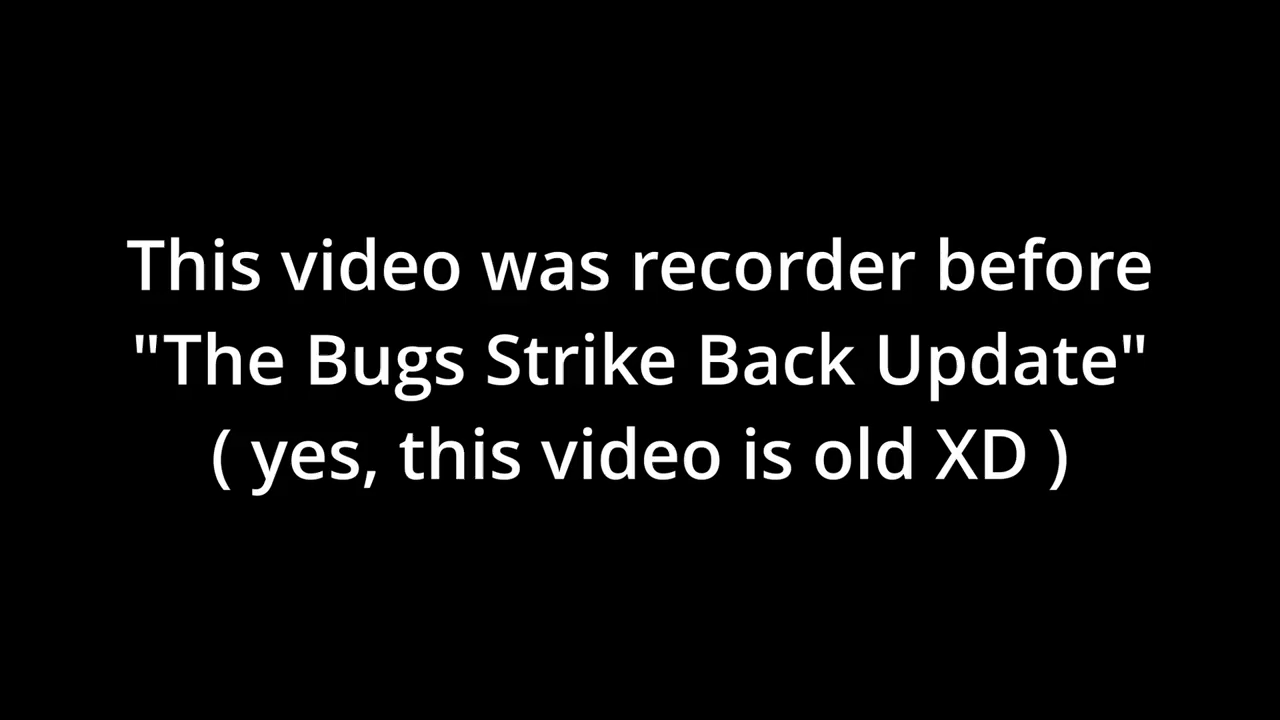 This video was recorder before
"The Bugs Strike Back Update"
( yes, this video is old XD )